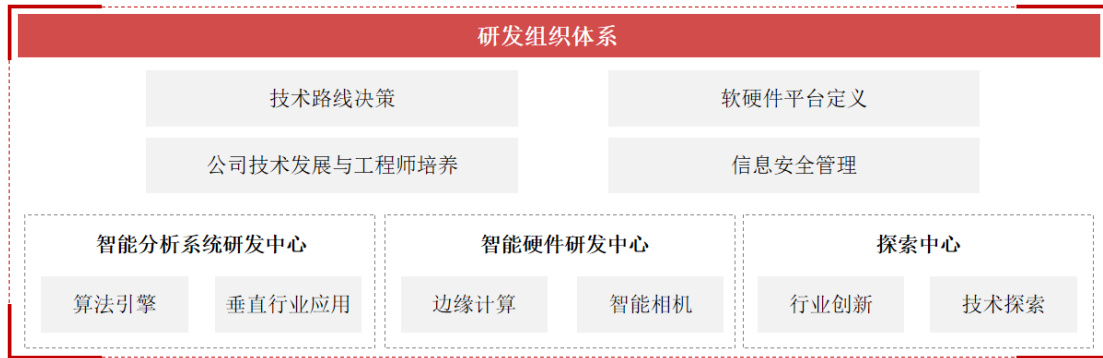 研发组织体系
技术路线决策
软硬件平台定义
公司技术发展与工程师培养
信息安全管理
智能分析系统研发中心
智能硬件研发中心
探索中心
算法引擎
垂直行业应用
边缘计算
智能相机
行业创新
技术探索